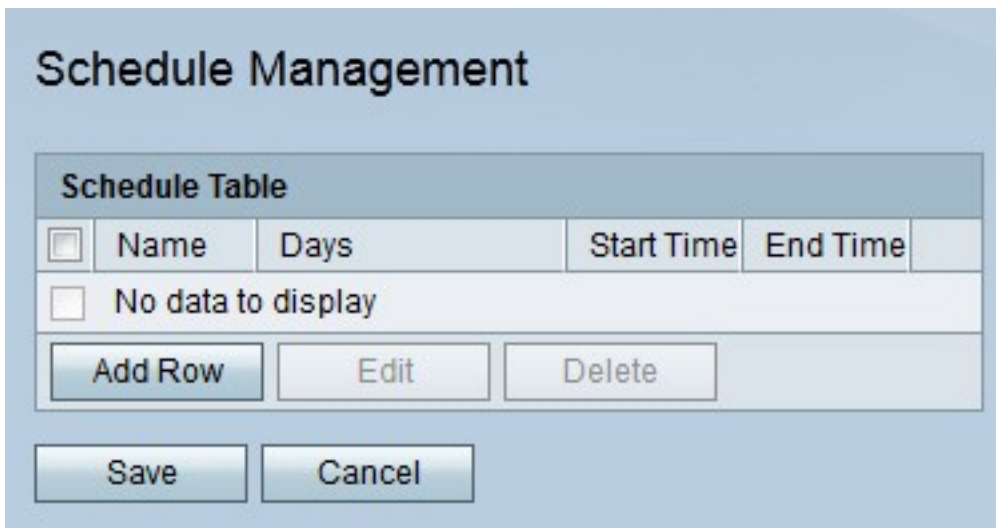 Schedule Management
Schedule Table
Name Days Start Time End Time
No data to display
Add Row Edit Delete
Save Cancel